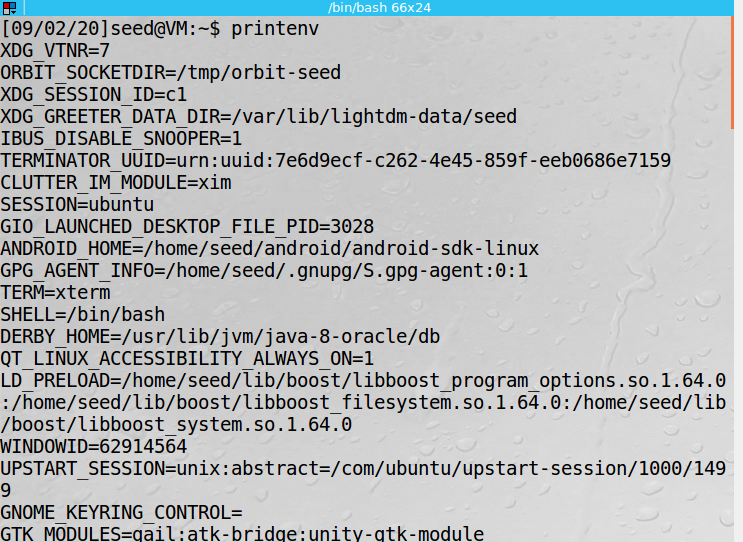 /bin/bash 66x24
[09/02/20]seed@VM:~$ printenv
XDG_VTNR=7
ORBIT_SOCKETDIR=/tmp/orbit-seed
XDG_SESSION_ID=c1
XDG_GREETER_DATA_DIR=/var/lib/lightdm-data/seed
IBUS_DISABLE_SNOOPER=1
TERMINATOR_UUID=urn:uuid:7e6d9ecf-c262-4e45-859f-eeb0686e7159
CLUTTER_IM_MODULE=xim
SESSION=ubuntu
GIO_LAUNCHED_DESKTOP_FILE_PID=3028
ANDROID_HOME=/home/seed/android/android-sdk-linux
GPG_AGENT_INFO=/home/seed/.gnupg/S.gpg-agent:0:1
TERM=xterm
SHELL=/bin/bash
DERBY_HOME=/usr/lib/jvm/java-8-oracle/db
QT_LINUX_ACCESSIBILITY_ALWAYS_ON=1
LD_PRELOAD=/home/seed/lib/boost/libboost_program_options.so.1.64.0
:/home/seed/lib/boost/libboost_filesystem.so.1.64.0:/home/seed/lib
/boost/libboost_system.so.1.64.0
WINDOWID=62914564
UPSTART_SESSION=unix:abstract=/com/ubuntu/upstart-session/1000/149
9
GNOME_KEYRING_CONTROL=
GTK_MODULES=gail:atk-bridge:unity-gtk-module